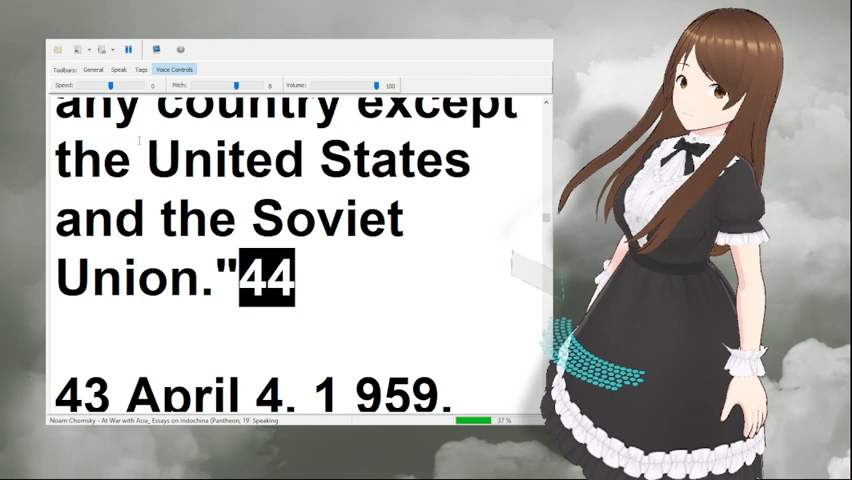 Toolbars: General Speak Tags Voice Controls
Speed: 0 Pitch: 8 Volume: 100
any country except
the United States
and the Soviet
Union."44
43 April 4. 1 959.
Noam Chomsky - At War with Asia_ Essays on Indochina (Pantheon, 19 Speaking 37 %